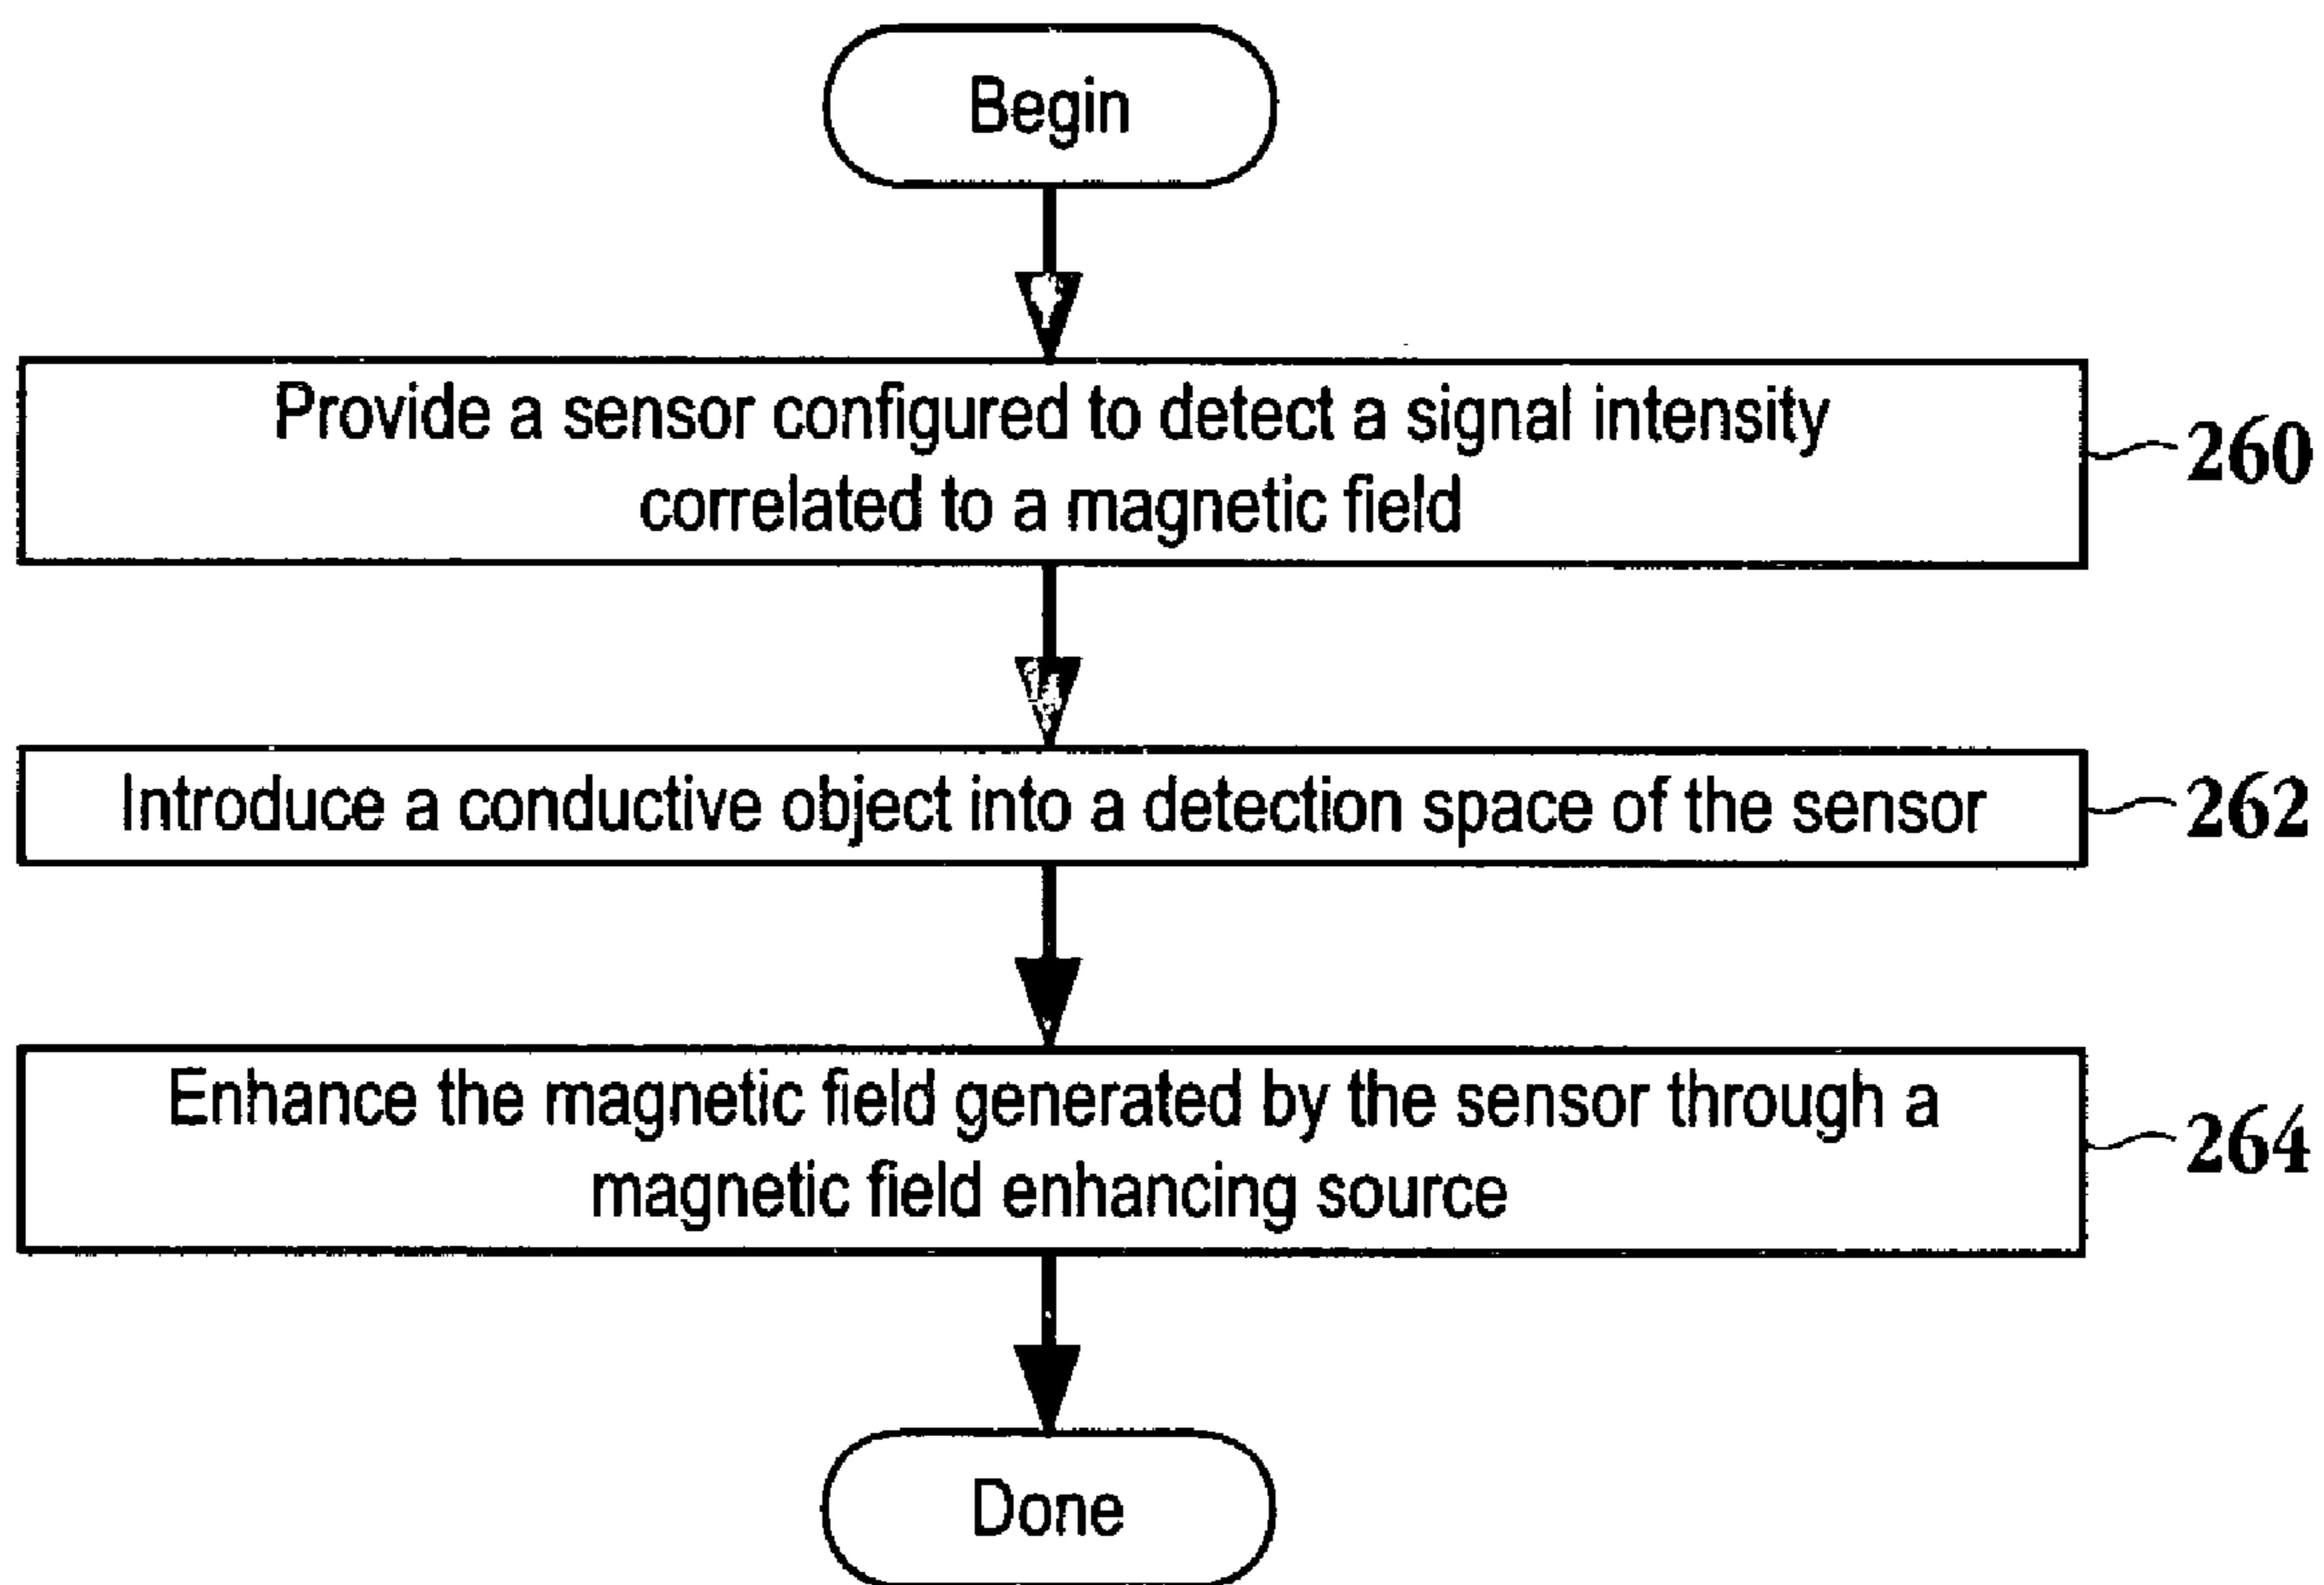 Begin
Provide a sensor configured to detect a signal intensity
correlated to a magnetic field
260
Introduce a conductive object into a detection space of the sensor
262
Enhance the magnetic field generated by the sensor through a
magnetic field enhancing source
264
Done